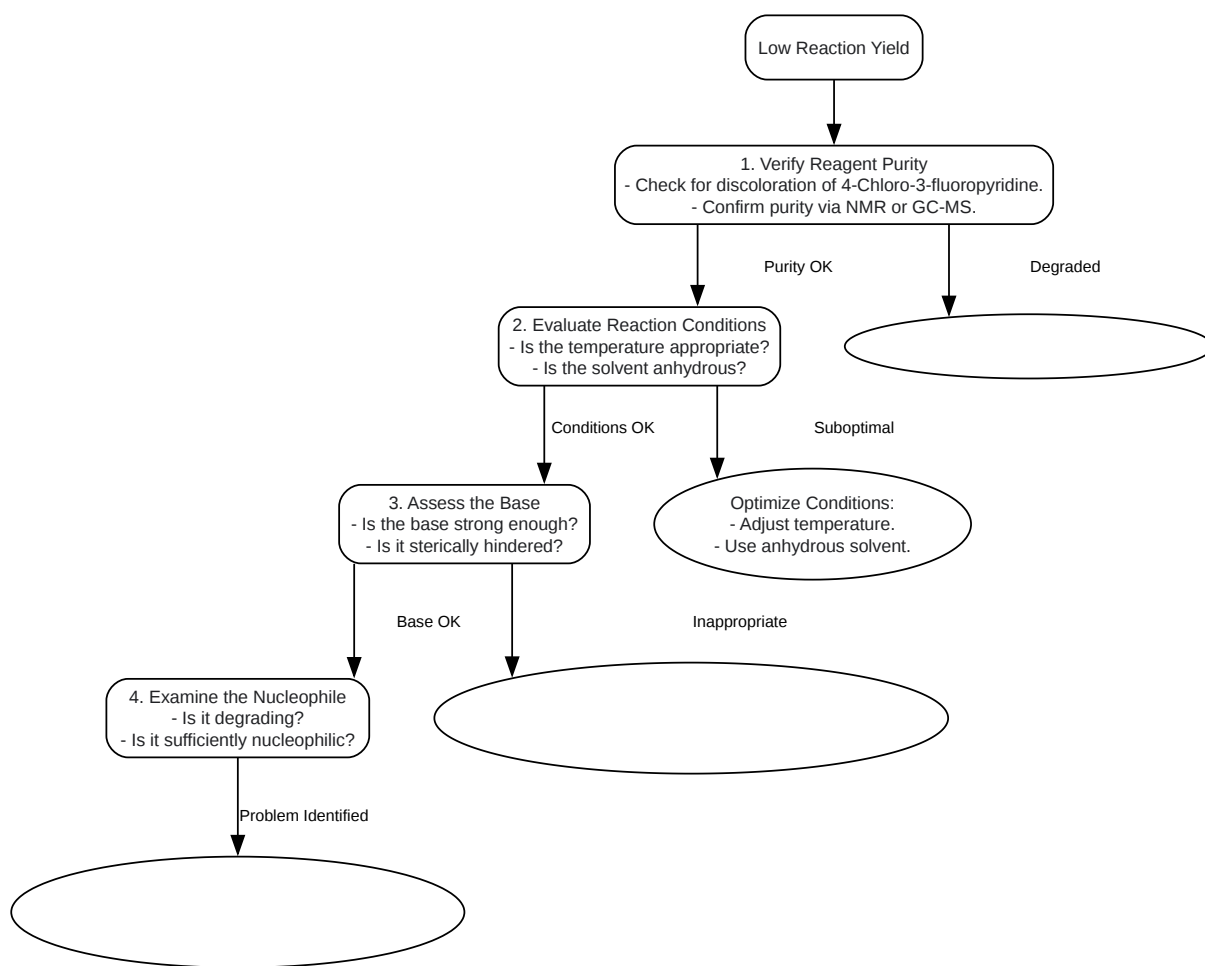 Low Reaction Yield
1. Verify Reagent Purity
- Check for discoloration of 4-Chloro-3-fluoropyridine.
- Confirm purity via NMR or GC-MS.
Purity OK
Degraded
2. Evaluate Reaction Conditions
- Is the temperature appropriate?
- Is the solvent anhydrous?
Conditions OK
Suboptimal
3. Assess the Base
- Is the base strong enough?
- Is it sterically hindered?
Optimize Conditions:
- Adjust temperature.
- Use anhydrous solvent.
Base OK
Inappropriate
4. Examine the Nucleophile
- Is it degrading?
- Is it sufficiently nucleophilic?
Problem Identified